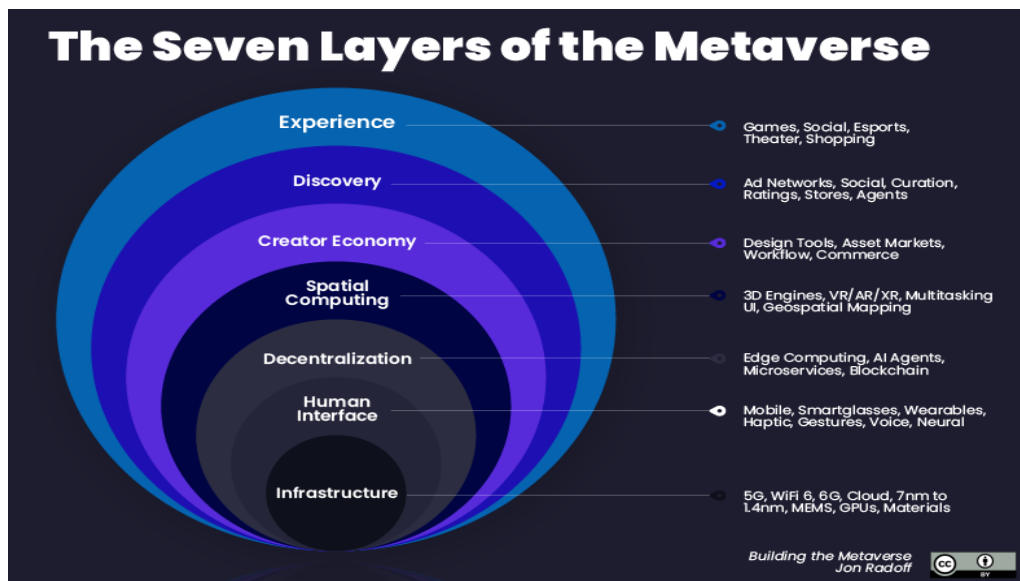 The Seven Layers of the Metaverse
Experience
Games, Social, Esports,
Theater, Shopping
Discovery
Ad Networks, Social, Curation,
Ratings, Stores, Agents
Creator Economy
Design Tools, Asset Markets,
Workflow, Commerce
Spatial
Computing
3D Engines, VR/AR/XR, Multitasking
UI, Geospatial Mapping
Decentralization
Edge Computing, AI Agents,
Microservices, Blockchain
Human
Interface
Mobile, Smartglasses, Wearables,
Haptic, Gestures, Voice, Neural
Infrastructure
5G, WiFi 6, 6G, Cloud, 7nm to
1.4nm, MEMS, GPUs, Materials
Building the Metaverse
Jon Radoff
cc
BY